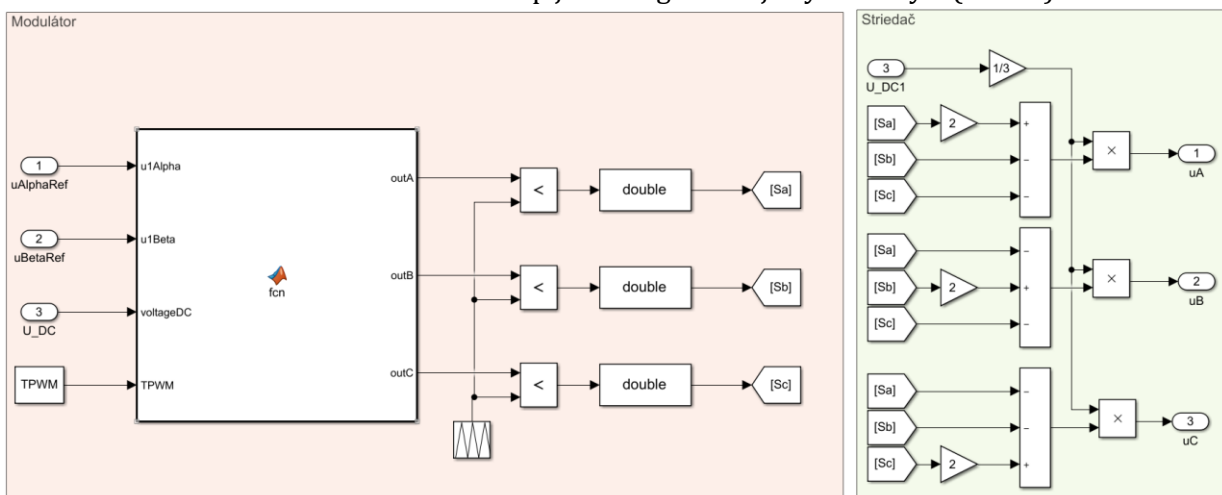 Modulátor
1
uAlphaRef
2
uBetaRef
3
U_DC
TPWM
u1Alpha
u1Beta
voltageDC
TPWM
fcn
outA
outB
outC
<
<
<
double
double
double
[Sa]
[Sb]
[Sc]
Striedač
3
U_DC1
1/3
[Sa]
2
+
[Sb]
−
[Sc]
−
×
1
uA
[Sa]
−
[Sb]
2
+
[Sc]
−
×
2
uB
[Sa]
−
[Sb]
−
[Sc]
2
+
×
3
uC